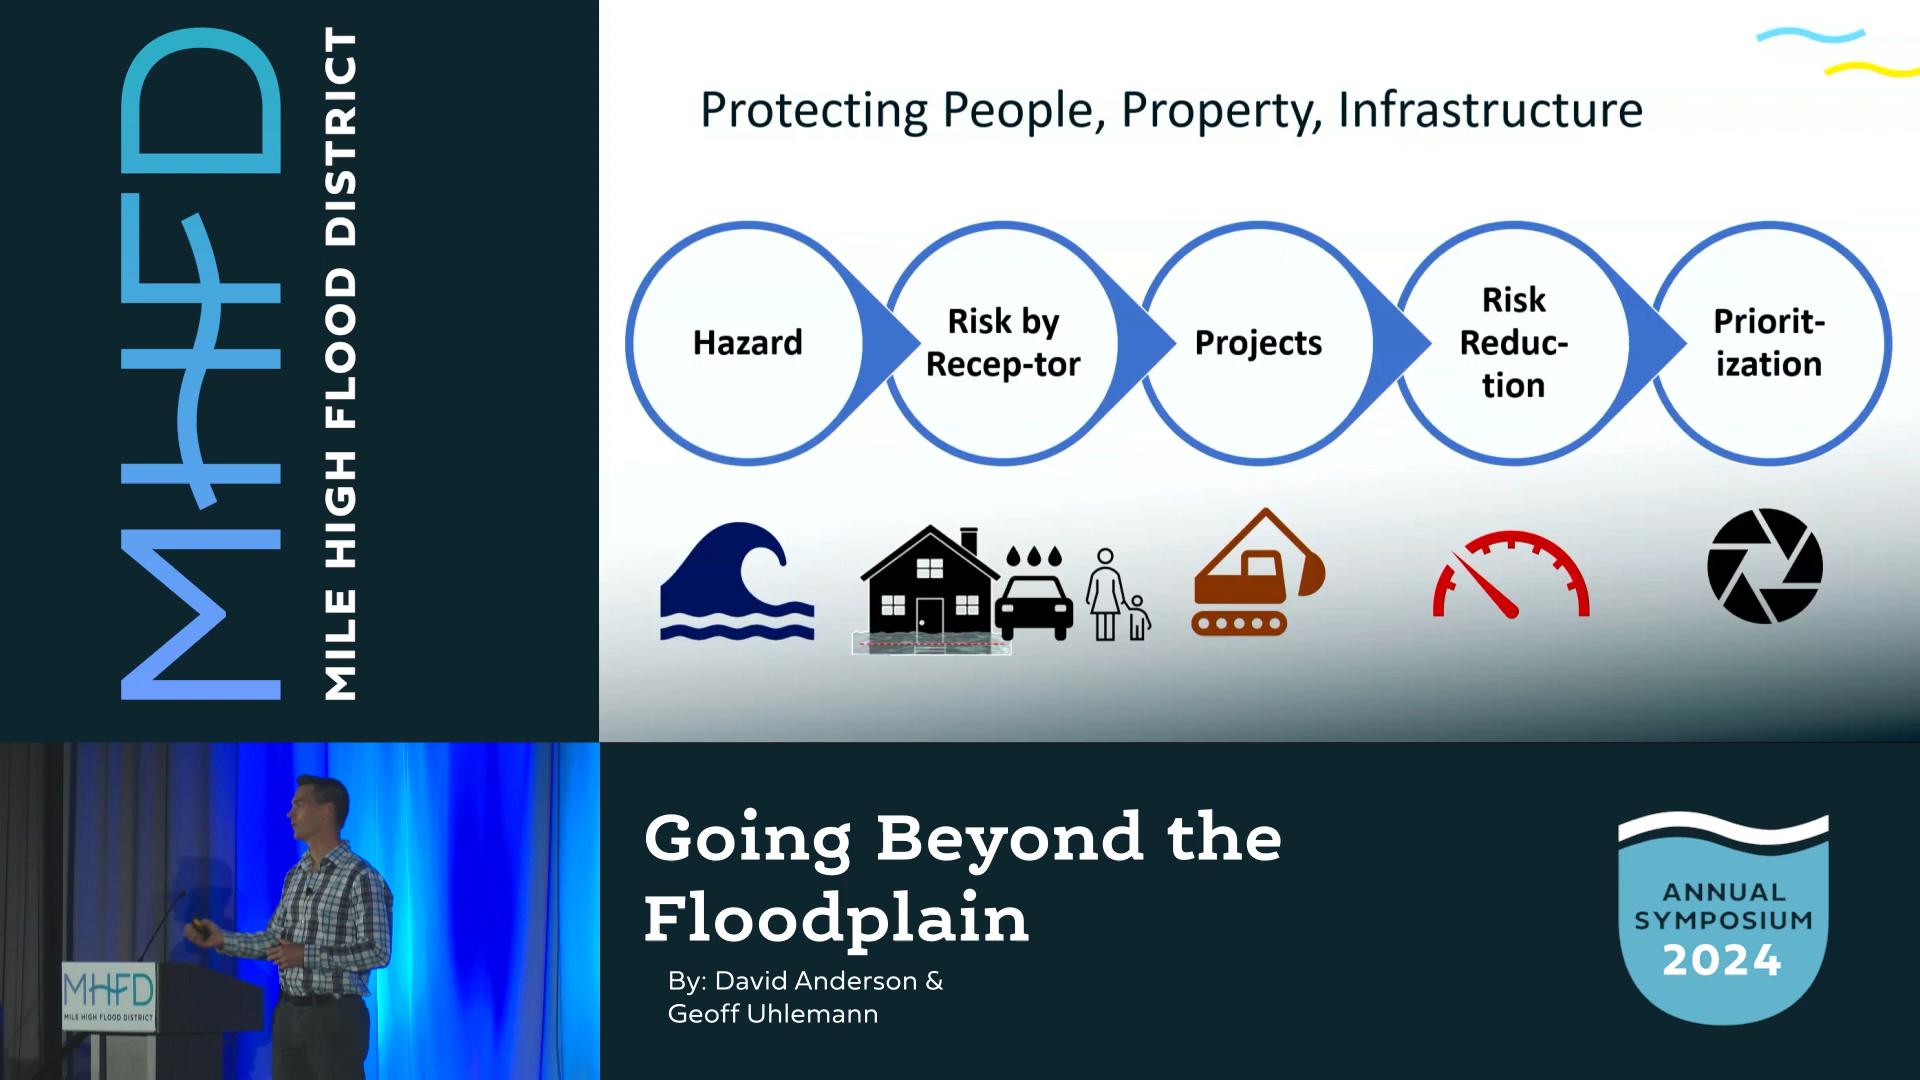 MHFD
MILE HIGH FLOOD DISTRICT
Protecting People, Property, Infrastructure
Hazard
Risk by
Recep-tor
Projects
Risk
Reduc-
tion
Priorit-
ization
MHFD
MILE HIGH FLOOD DISTRICT
Going Beyond the
Floodplain
By: David Anderson &
Geoff Uhlemann
ANNUAL
SYMPOSIUM
2024